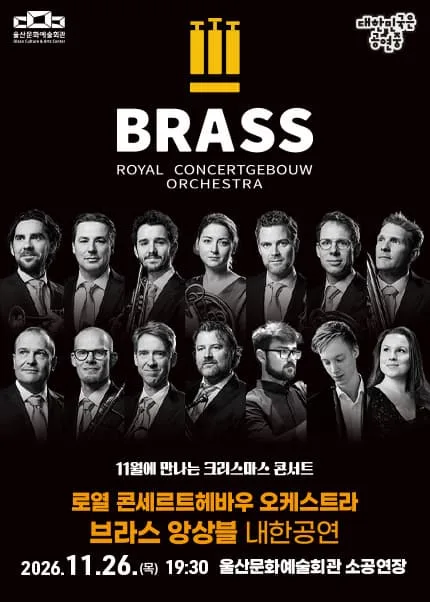 울산문화예술회관
Ulsan Culture & Arts Center
대한민국은
공연중
BRASS
ROYAL CONCERTGEBOUW
ORCHESTRA
11월에 만나는 크리스마스 콘서트
로열 콘세르트헤바우 오케스트라
브라스 앙상블 내한공연
2026.11.26.(목) 19:30 울산문화예술회관 소공연장